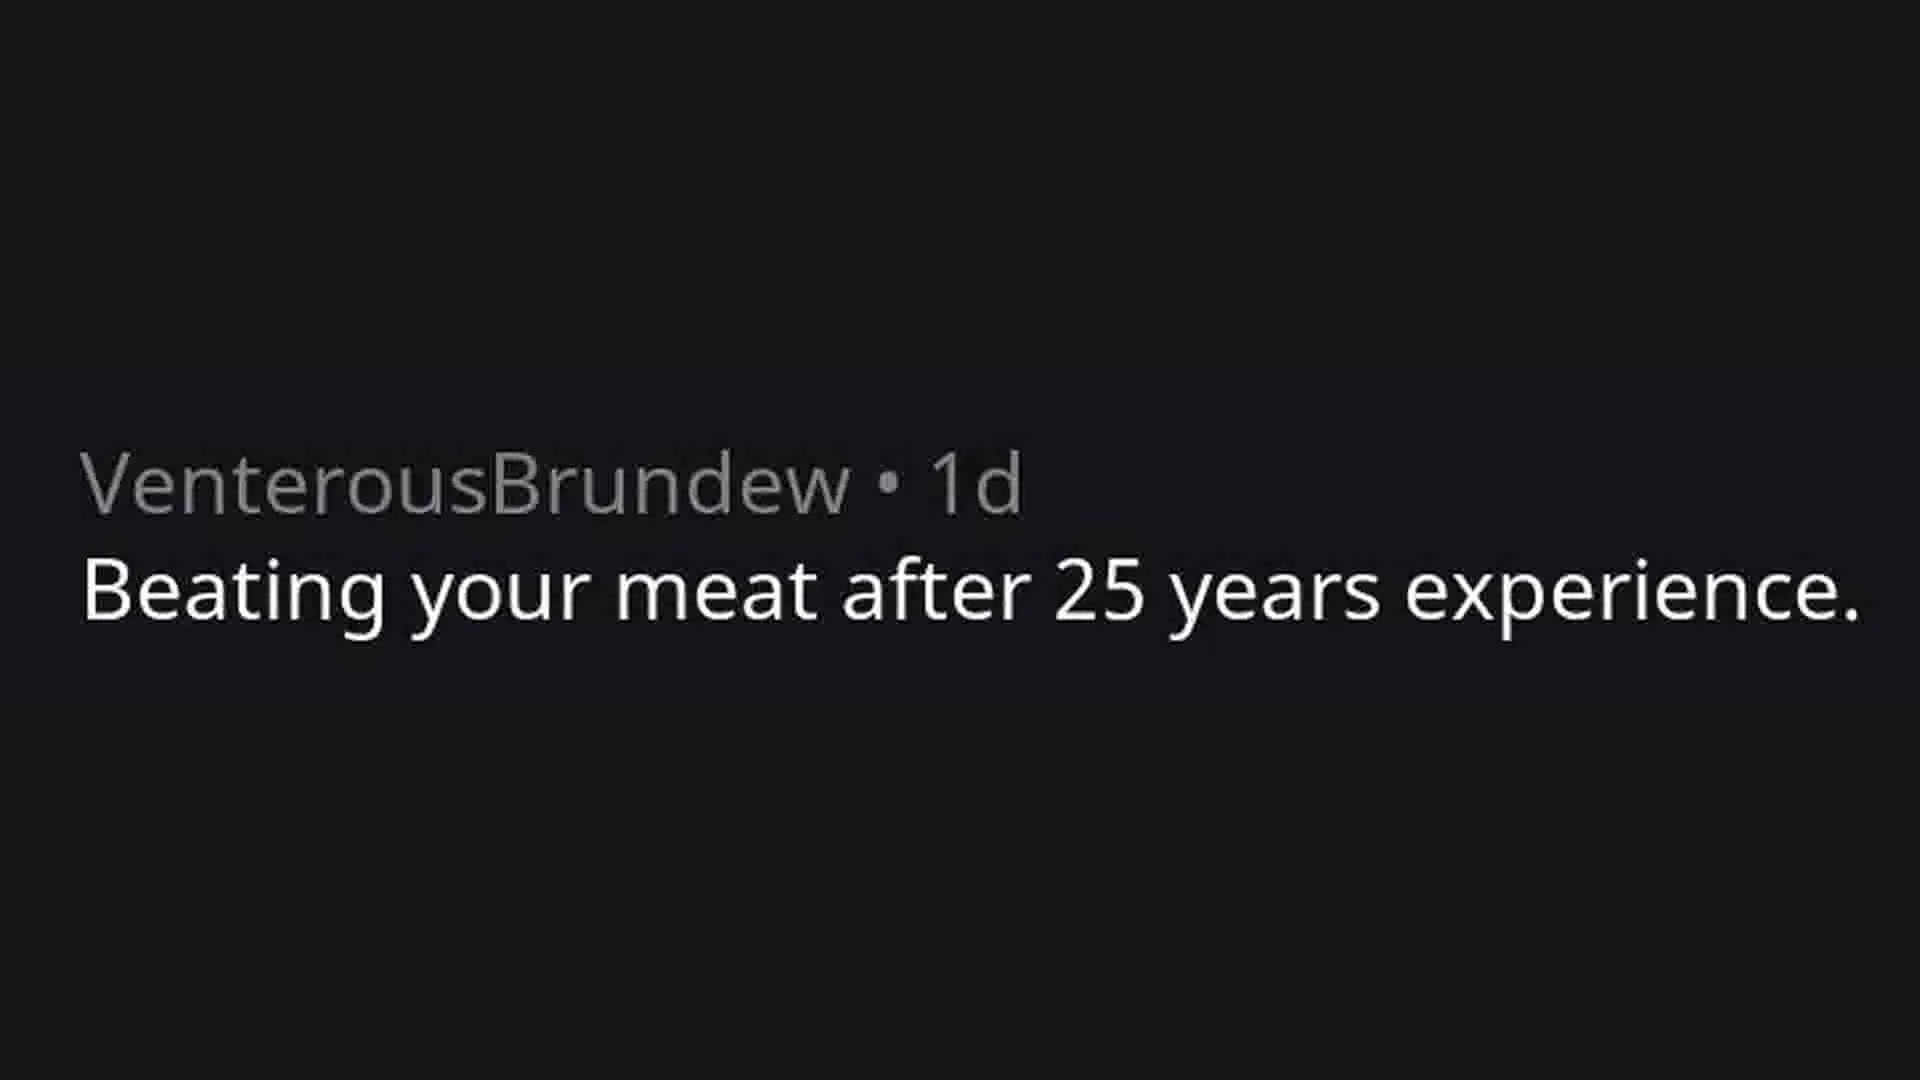 VenterousBrundew • 1d
Beating your meat after 25 years experience.